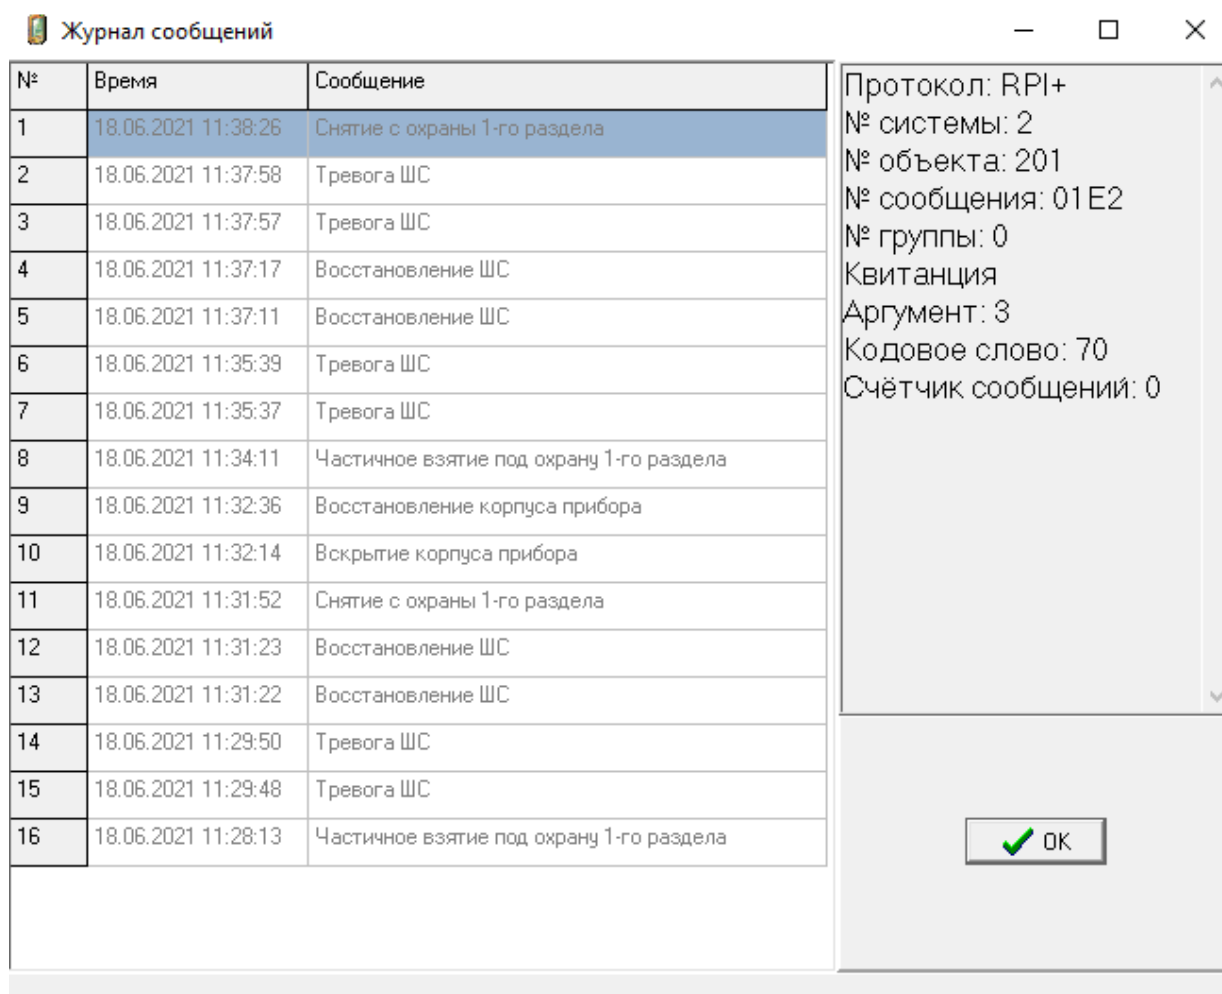 Журнал сообщений
№ Время Сообщение
1 18.06.2021 11:38:26 Снятие с охраны 1-го раздела
2 18.06.2021 11:37:58 Тревога ШС
3 18.06.2021 11:37:57 Тревога ШС
4 18.06.2021 11:37:17 Восстановление ШС
5 18.06.2021 11:37:11 Восстановление ШС
6 18.06.2021 11:35:39 Тревога ШС
7 18.06.2021 11:35:37 Тревога ШС
8 18.06.2021 11:34:11 Частичное взятие под охрану 1-го раздела
9 18.06.2021 11:32:36 Восстановление корпуса прибора
10 18.06.2021 11:32:14 Вскрытие корпуса прибора
11 18.06.2021 11:31:52 Снятие с охраны 1-го раздела
12 18.06.2021 11:31:23 Восстановление ШС
13 18.06.2021 11:31:22 Восстановление ШС
14 18.06.2021 11:29:50 Тревога ШС
15 18.06.2021 11:29:48 Тревога ШС
16 18.06.2021 11:28:13 Частичное взятие под охрану 1-го раздела
Протокол: RPI+
№ системы: 2
№ объекта: 201
№ сообщения: 01E2
№ группы: 0
Квитанция
Аргумент: 3
Кодовое слово: 70
Счётчик сообщений: 0
OK